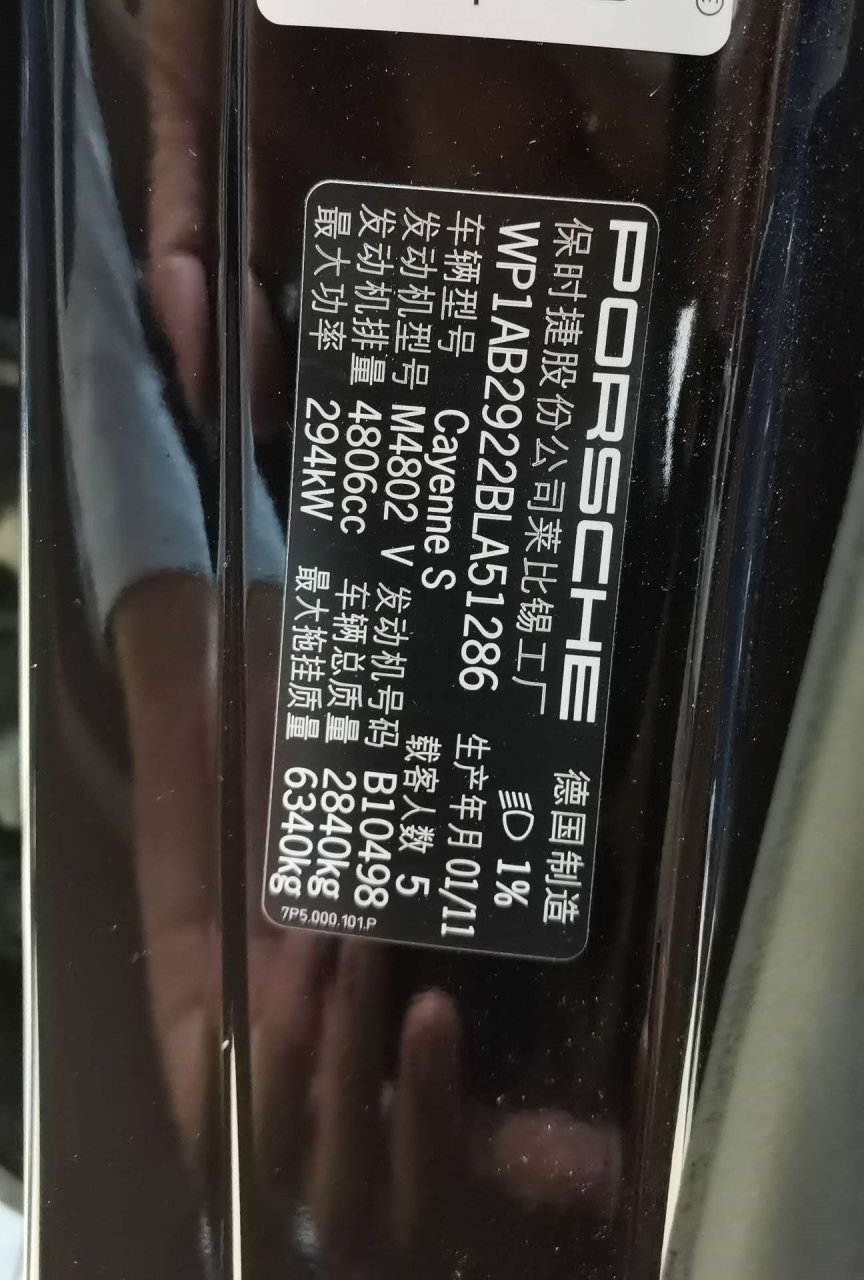 PORSCHE
保时捷股份公司莱比锡工厂 德国制造
WP1AB2922BLA51286 1%
车辆型号 Cayenne S 生产年月 01/11
发动机型号 M4802 V 载客人数 5
发动机排量 4806cc 发动机号码 B10498
最大功率 294kW 车辆总质量 2840kg
最大拖挂质量 6340kg
7P5.000.101.P